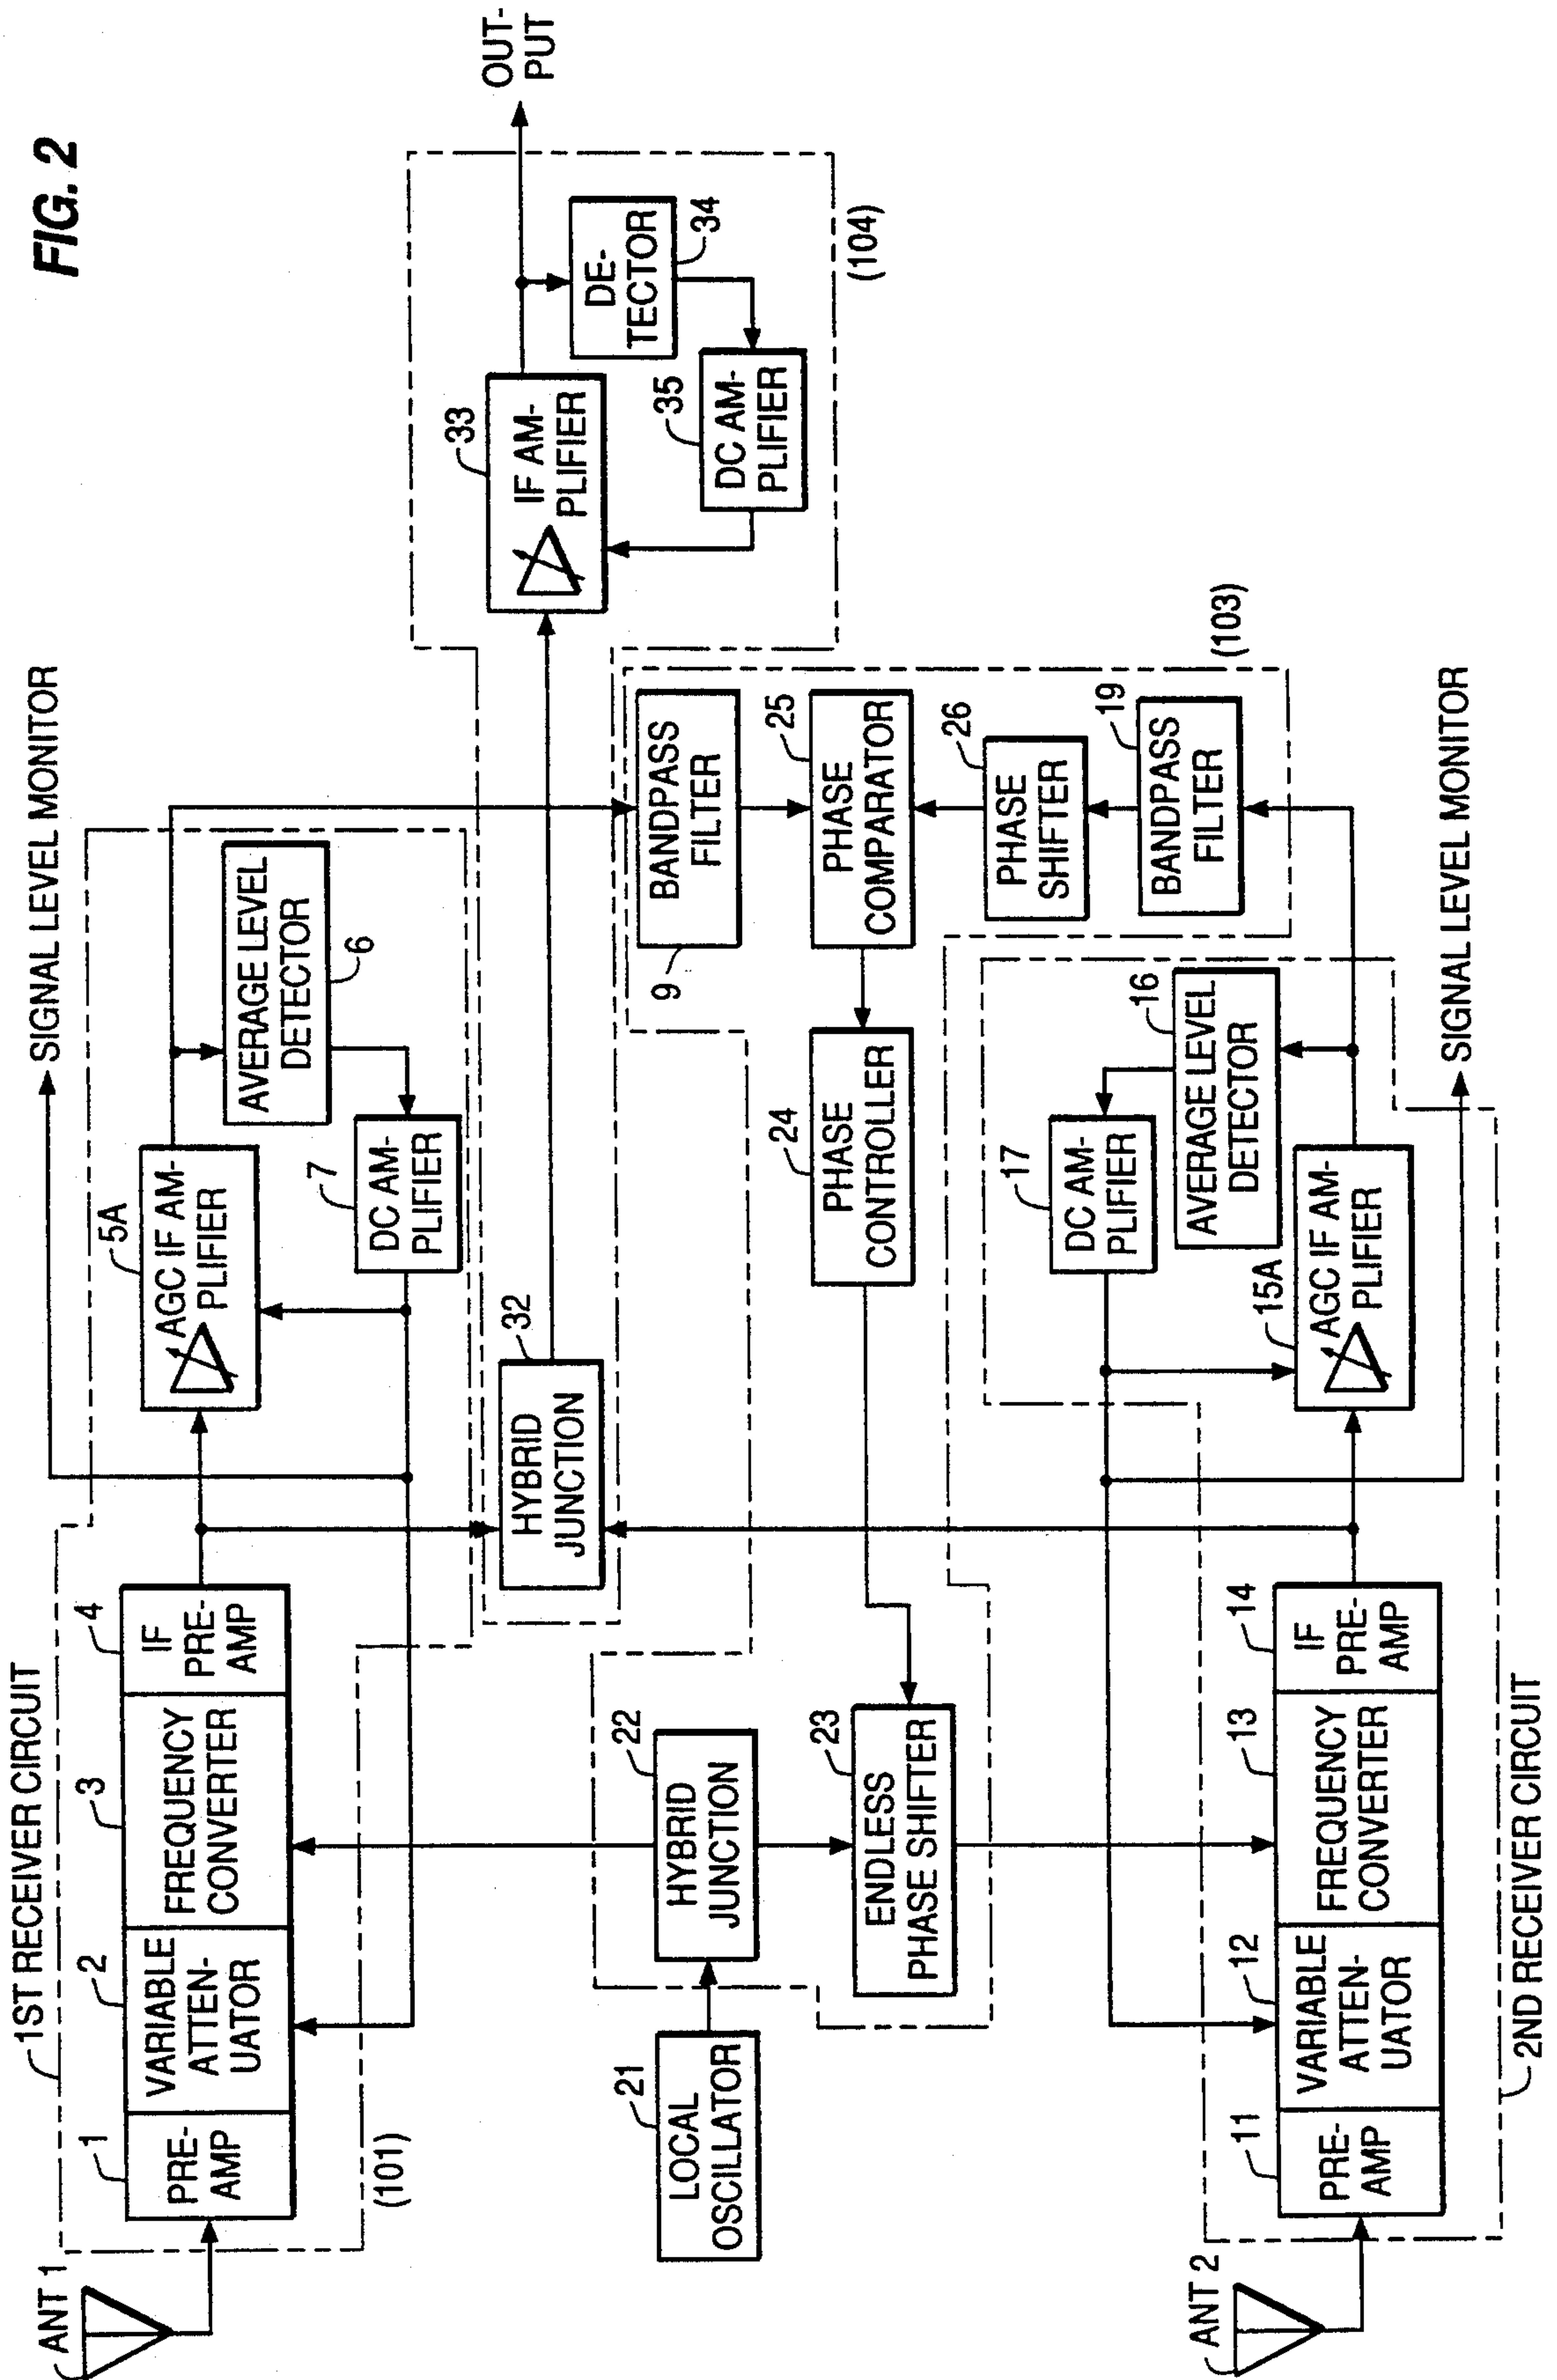 FIG. 2
1ST RECEIVER CIRCUIT
ANT 1
1
PRE-
AMP
2
VARIABLE
ATTEN-
UATOR
3
FREQUENCY
CONVERTER
4
IF
PRE-
AMP
(101)
5A
AGC IF AM-
PLIFIER
AVERAGE LEVEL
DETECTOR
6
7
DC AM-
PLIFIER
SIGNAL LEVEL MONITOR
32
HYBRID
JUNCTION
33
IF AM-
PLIFIER
DE-
TECTOR
34
35
DC AM-
PLIFIER
OUT-
PUT
(104)
21
LOCAL
OSCILLATOR
22
HYBRID
JUNCTION
23
ENDLESS
PHASE SHIFTER
24
PHASE
CONTROLLER
9
BANDPASS
FILTER
25
PHASE
COMPARATOR
26
PHASE
SHIFTER
19
BANDPASS
FILTER
(103)
17
DC AM-
PLIFIER
16
AVERAGE LEVEL
DETECTOR
15A
AGC IF AM-
PLIFIER
SIGNAL LEVEL MONITOR
ANT 2
11
PRE-
AMP
12
VARIABLE
ATTEN-
UATOR
13
FREQUENCY
CONVERTER
14
IF
PRE-
AMP
2ND RECEIVER CIRCUIT